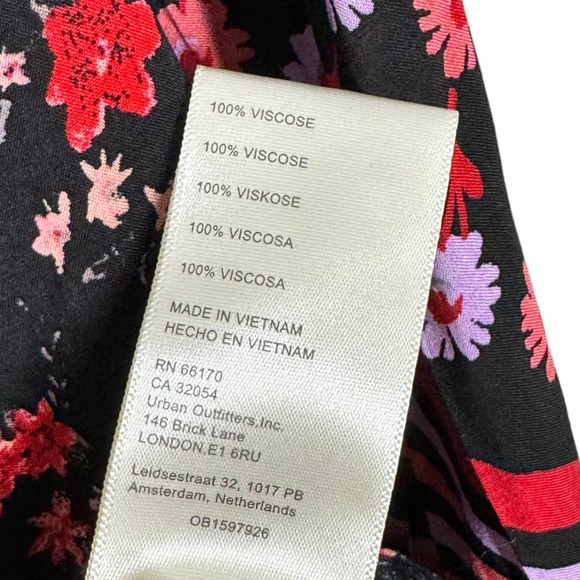 100% VISCOSE
100% VISCOSE
100% VISKOSE
100% VISCOSA
100% VISCOSA
MADE IN VIETNAM
HECHO EN VIETNAM
RN 66170
CA 32054
Urban Outfitters,Inc.
146 Brick Lane
LONDON.E1 6RU
Leidsestraat 32, 1017 PB
Amsterdam, Netherlands
OB1597926